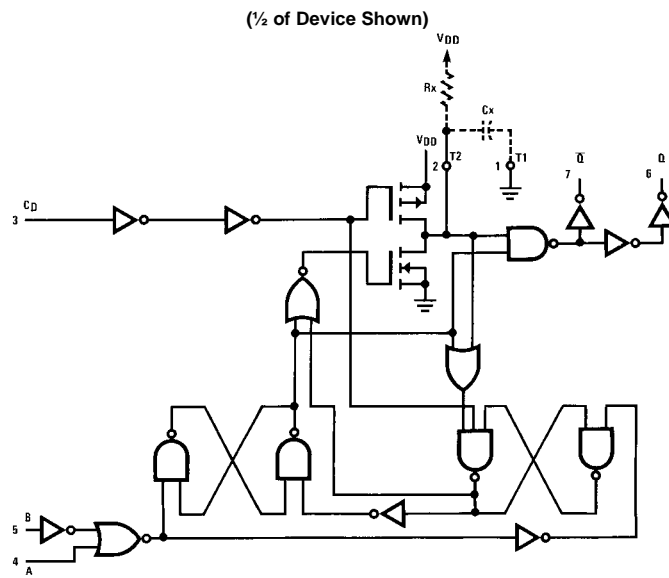 (½ of Device Shown)
VDD
Rx
Cx
VDD
2 T2
1 T1
Q̅
7
Q
6
3 CD
5 B
4 A